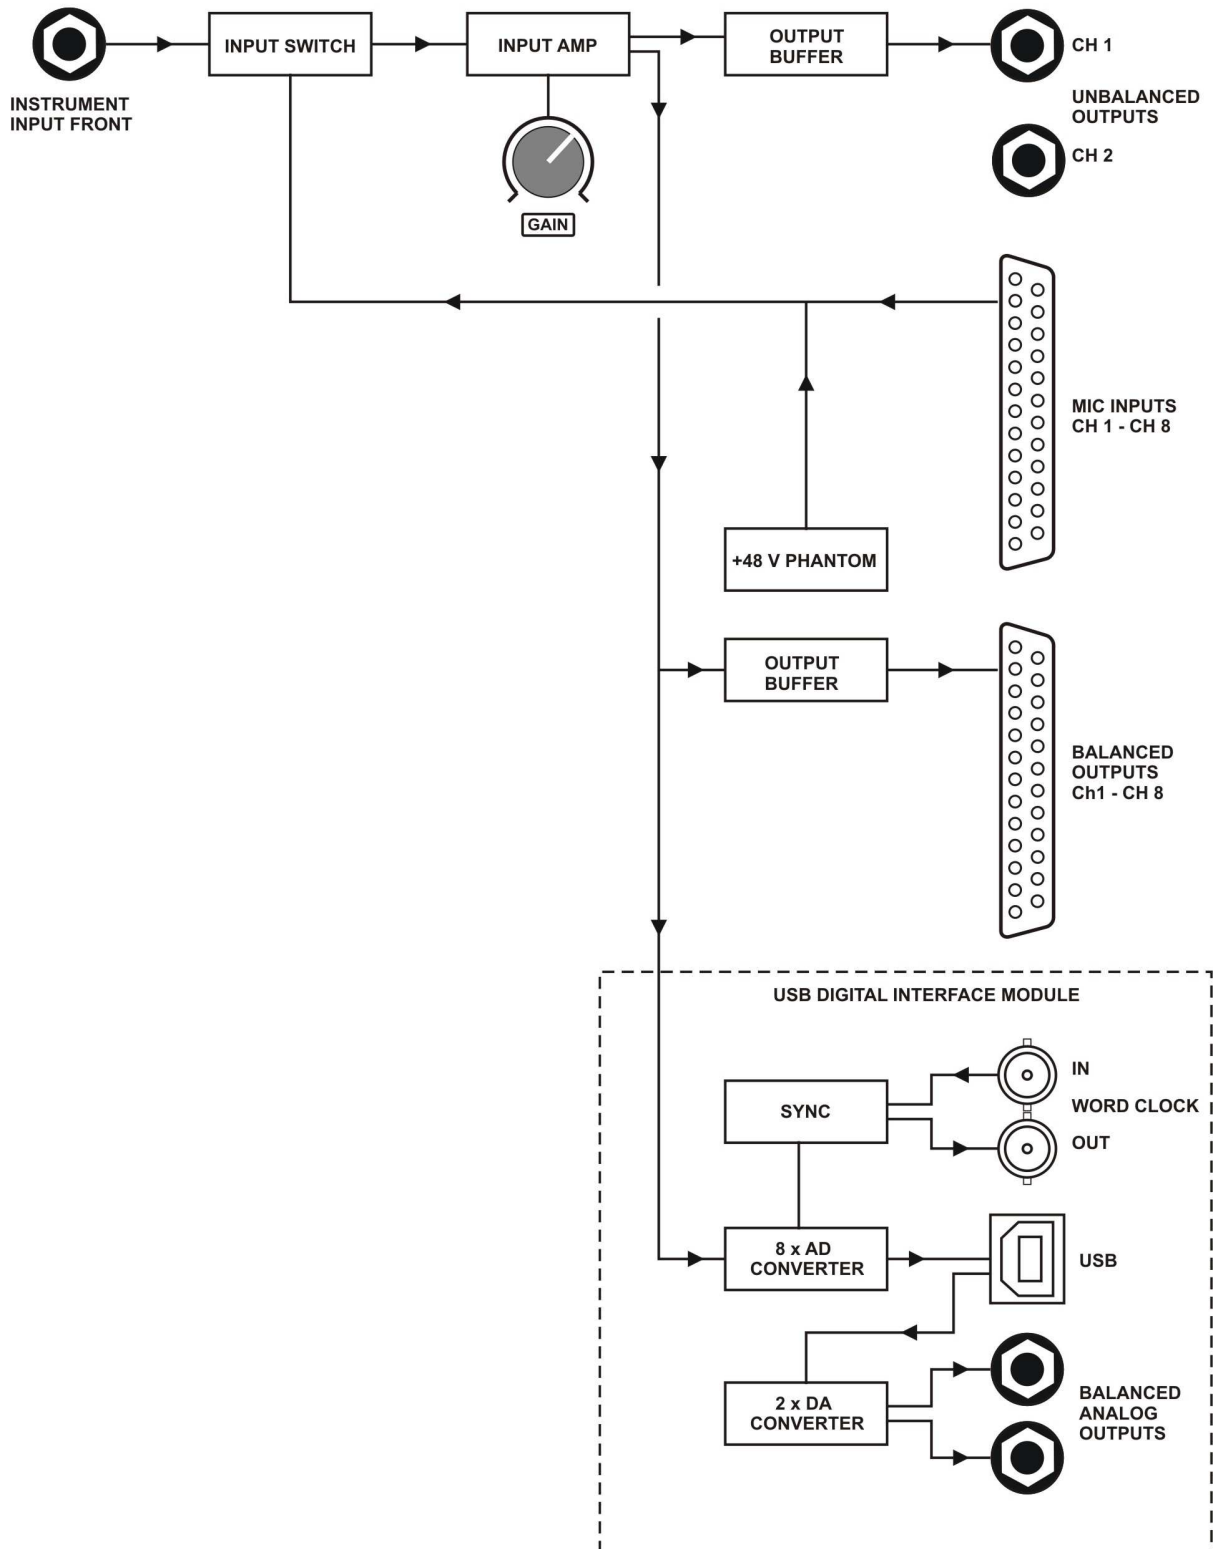 INSTRUMENT
INPUT FRONT
INPUT SWITCH
INPUT AMP
GAIN
OUTPUT
BUFFER
CH 1
UNBALANCED
OUTPUTS
CH 2
MIC INPUTS
CH 1 - CH 8
+48 V PHANTOM
OUTPUT
BUFFER
BALANCED
OUTPUTS
Ch1 - CH 8
USB DIGITAL INTERFACE MODULE
SYNC
IN
WORD CLOCK
OUT
8 x AD
CONVERTER
USB
2 x DA
CONVERTER
BALANCED
ANALOG
OUTPUTS